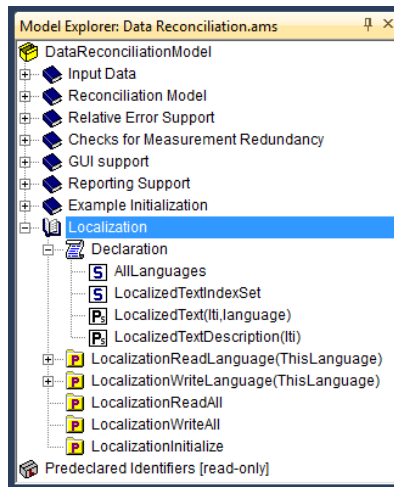 Model Explorer: Data Reconciliation.ams
DataReconciliationModel
Input Data
Reconciliation Model
Relative Error Support
Checks for Measurement Redundancy
GUI support
Reporting Support
Example Initialization
Localization
Declaration
S AllLanguages
S LocalizedTextIndexSet
Ps LocalizedText(lti,language)
Ps LocalizedTextDescription(lti)
P LocalizationReadLanguage(ThisLanguage)
P LocalizationWriteLanguage(ThisLanguage)
P LocalizationReadAll
P LocalizationWriteAll
P LocalizationInitialize
Predeclared Identifiers [read-only]